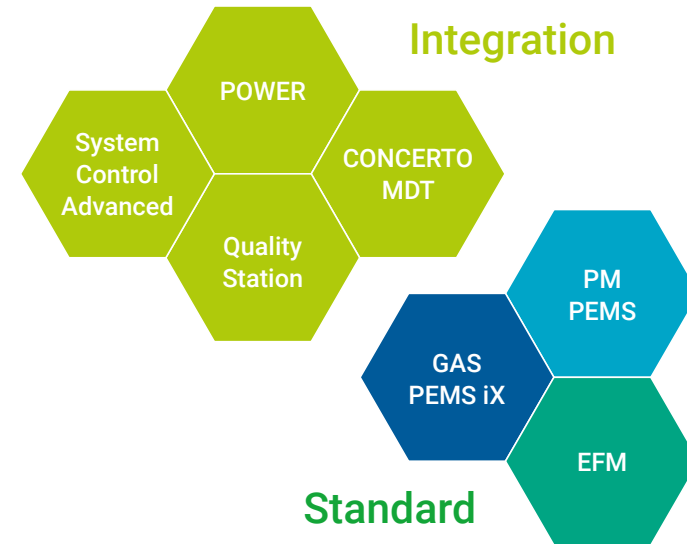 Integration
POWER
System
Control
Advanced
CONCERTO
MDT
Quality
Station
PM
PEMS
GAS
PEMS iX
EFM
Standard